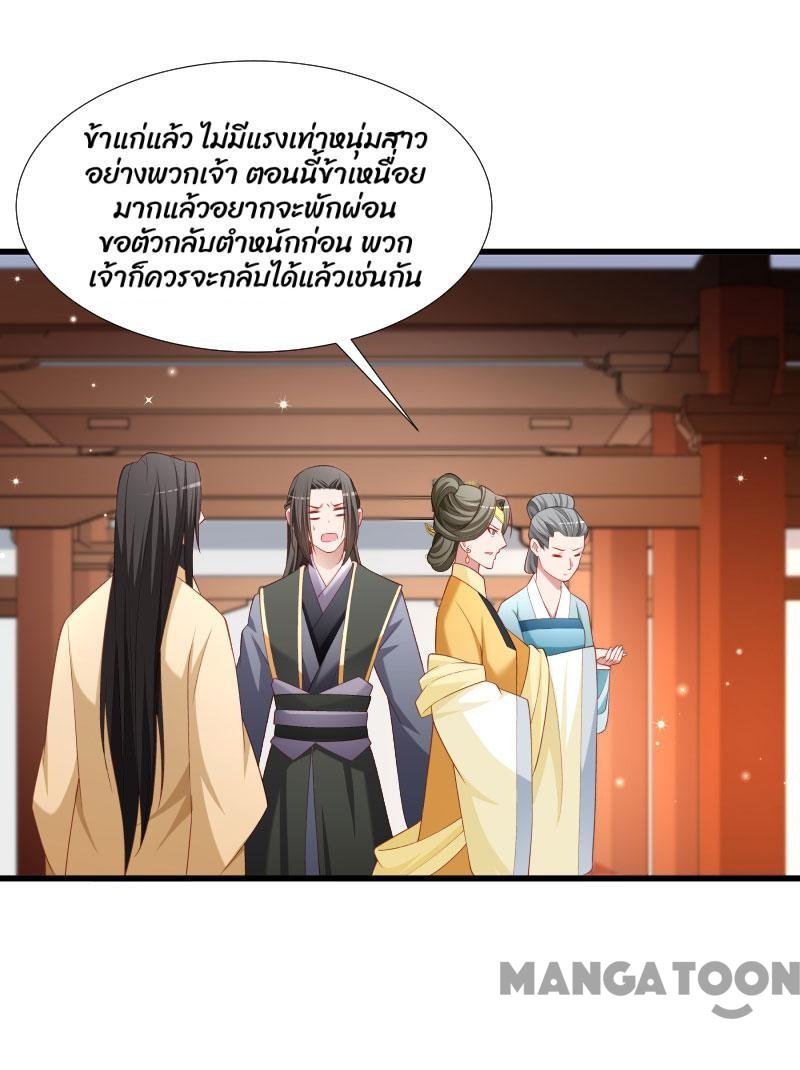 ข้าแก่แล้ว ไม่มีแรงเท่าหนุ่มสาว
อย่างพวกเจ้า ตอนนี้ข้าเหนื่อย
มากแล้วอยากจะพักผ่อน
ขอตัวกลับตำหนักก่อน พวก
เจ้าก็ควรจะกลับได้แล้วเช่นกัน
MANGATOON